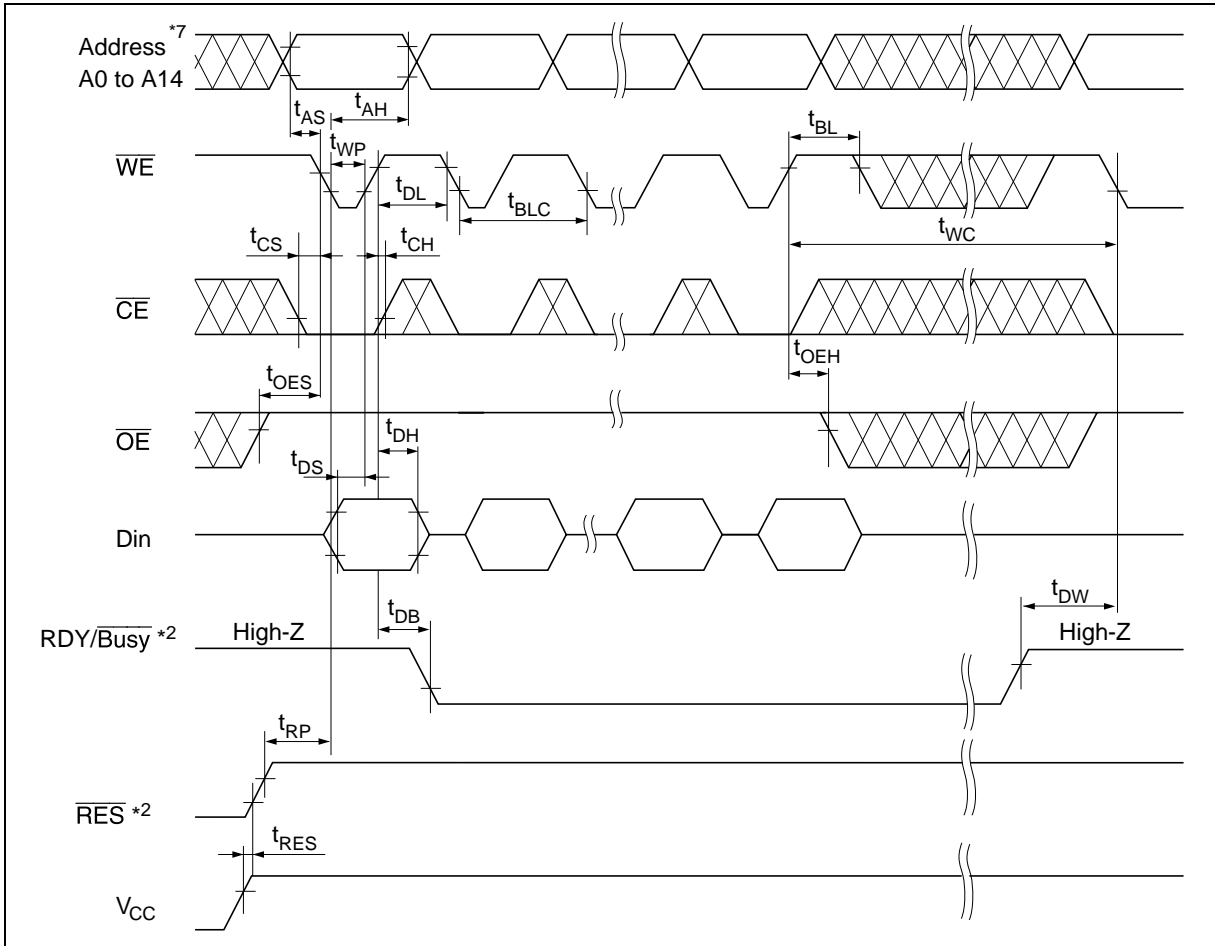 Address *7
A0 to A14
tAS
tAH
tWP
tBL
WE
tDL
tBLC
tWC
tCS
tCH
CE
tOEH
tOES
OE
tDH
tDS
Din
tDB
tDW
RDY/Busy *2
High-Z
High-Z
tRP
RES *2
tRES
VCC